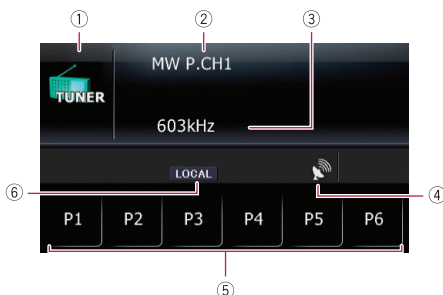 ① ② ③
MW P.CH1
TUNER
603kHz
LOCAL
⑥ ④
P1 P2 P3 P4 P5 P6
⑤